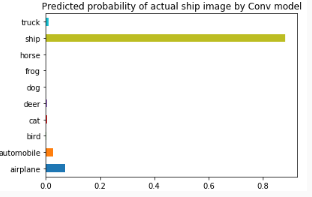 Predicted probability of actual ship image by Conv model
truck
ship
horse
frog
dog
deer
cat
bird
automobile
airplane
0.0 0.2 0.4 0.6 0.8